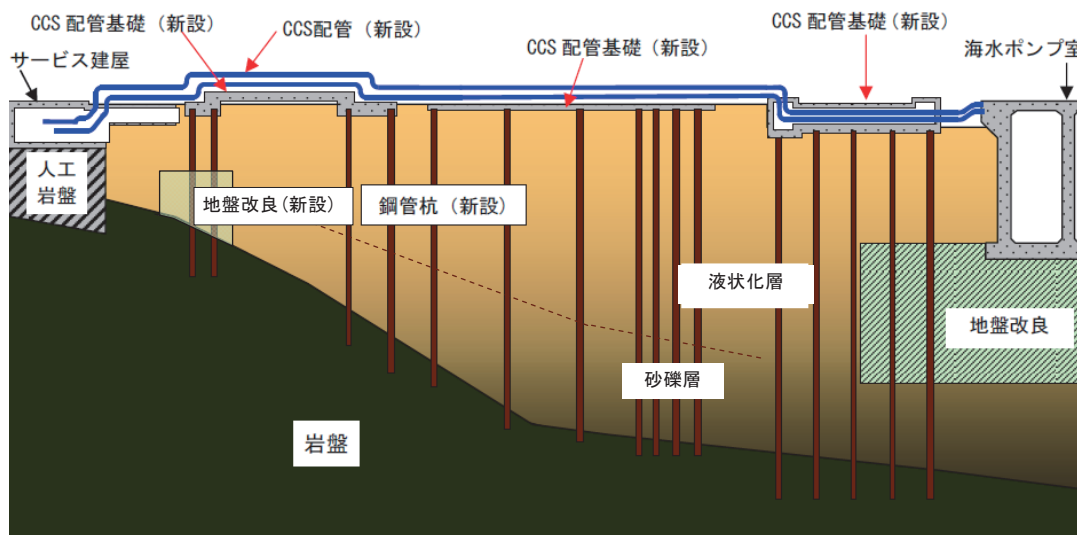 CCS 配管基礎（新設）
CCS配管（新設）
CCS 配管基礎（新設）
CCS 配管基礎（新設）
サービス建屋
海水ポンプ室
人工
岩盤
地盤改良(新設)
鋼管杭（新設）
液状化層
地盤改良
砂礫層
岩盤